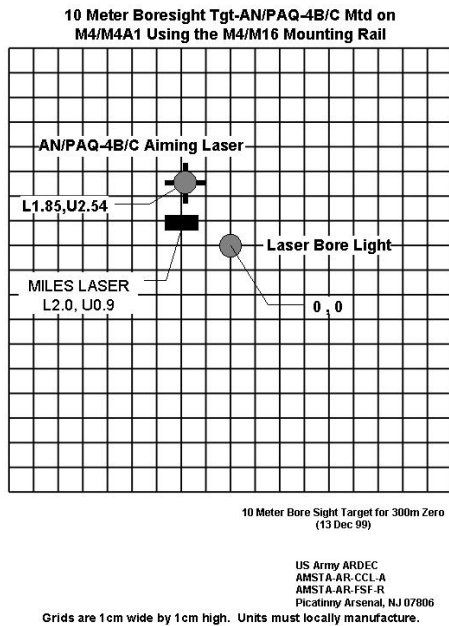 10 Meter Boresight Tgt-AN/PAQ-4B/C Mtd on
M4/M4A1 Using the M4/M16 Mounting Rail
AN/PAQ-4B/C Aiming Laser
L1.85,U2.54
Laser Bore Light
MILES LASER
L2.0, U0.9
0 , 0
10 Meter Bore Sight Target for 300m Zero
(13 Dec 99)
US Army ARDEC
AMSTA-AR-CCL-A
AMSTA-AR-FSF-R
Picatinny Arsenal, NJ 07806
Grids are 1cm wide by 1cm high. Units must locally manufacture.